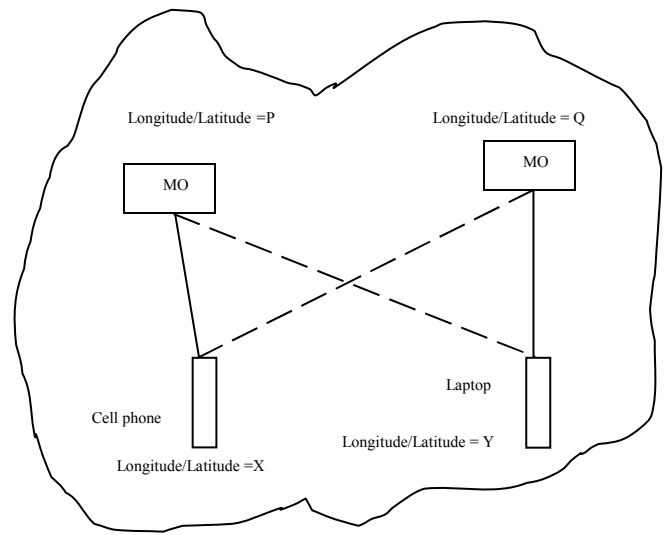 Longitude/Latitude =P
Longitude/Latitude = Q
MO
MO
Laptop
Cell phone
Longitude/Latitude = Y
Longitude/Latitude =X